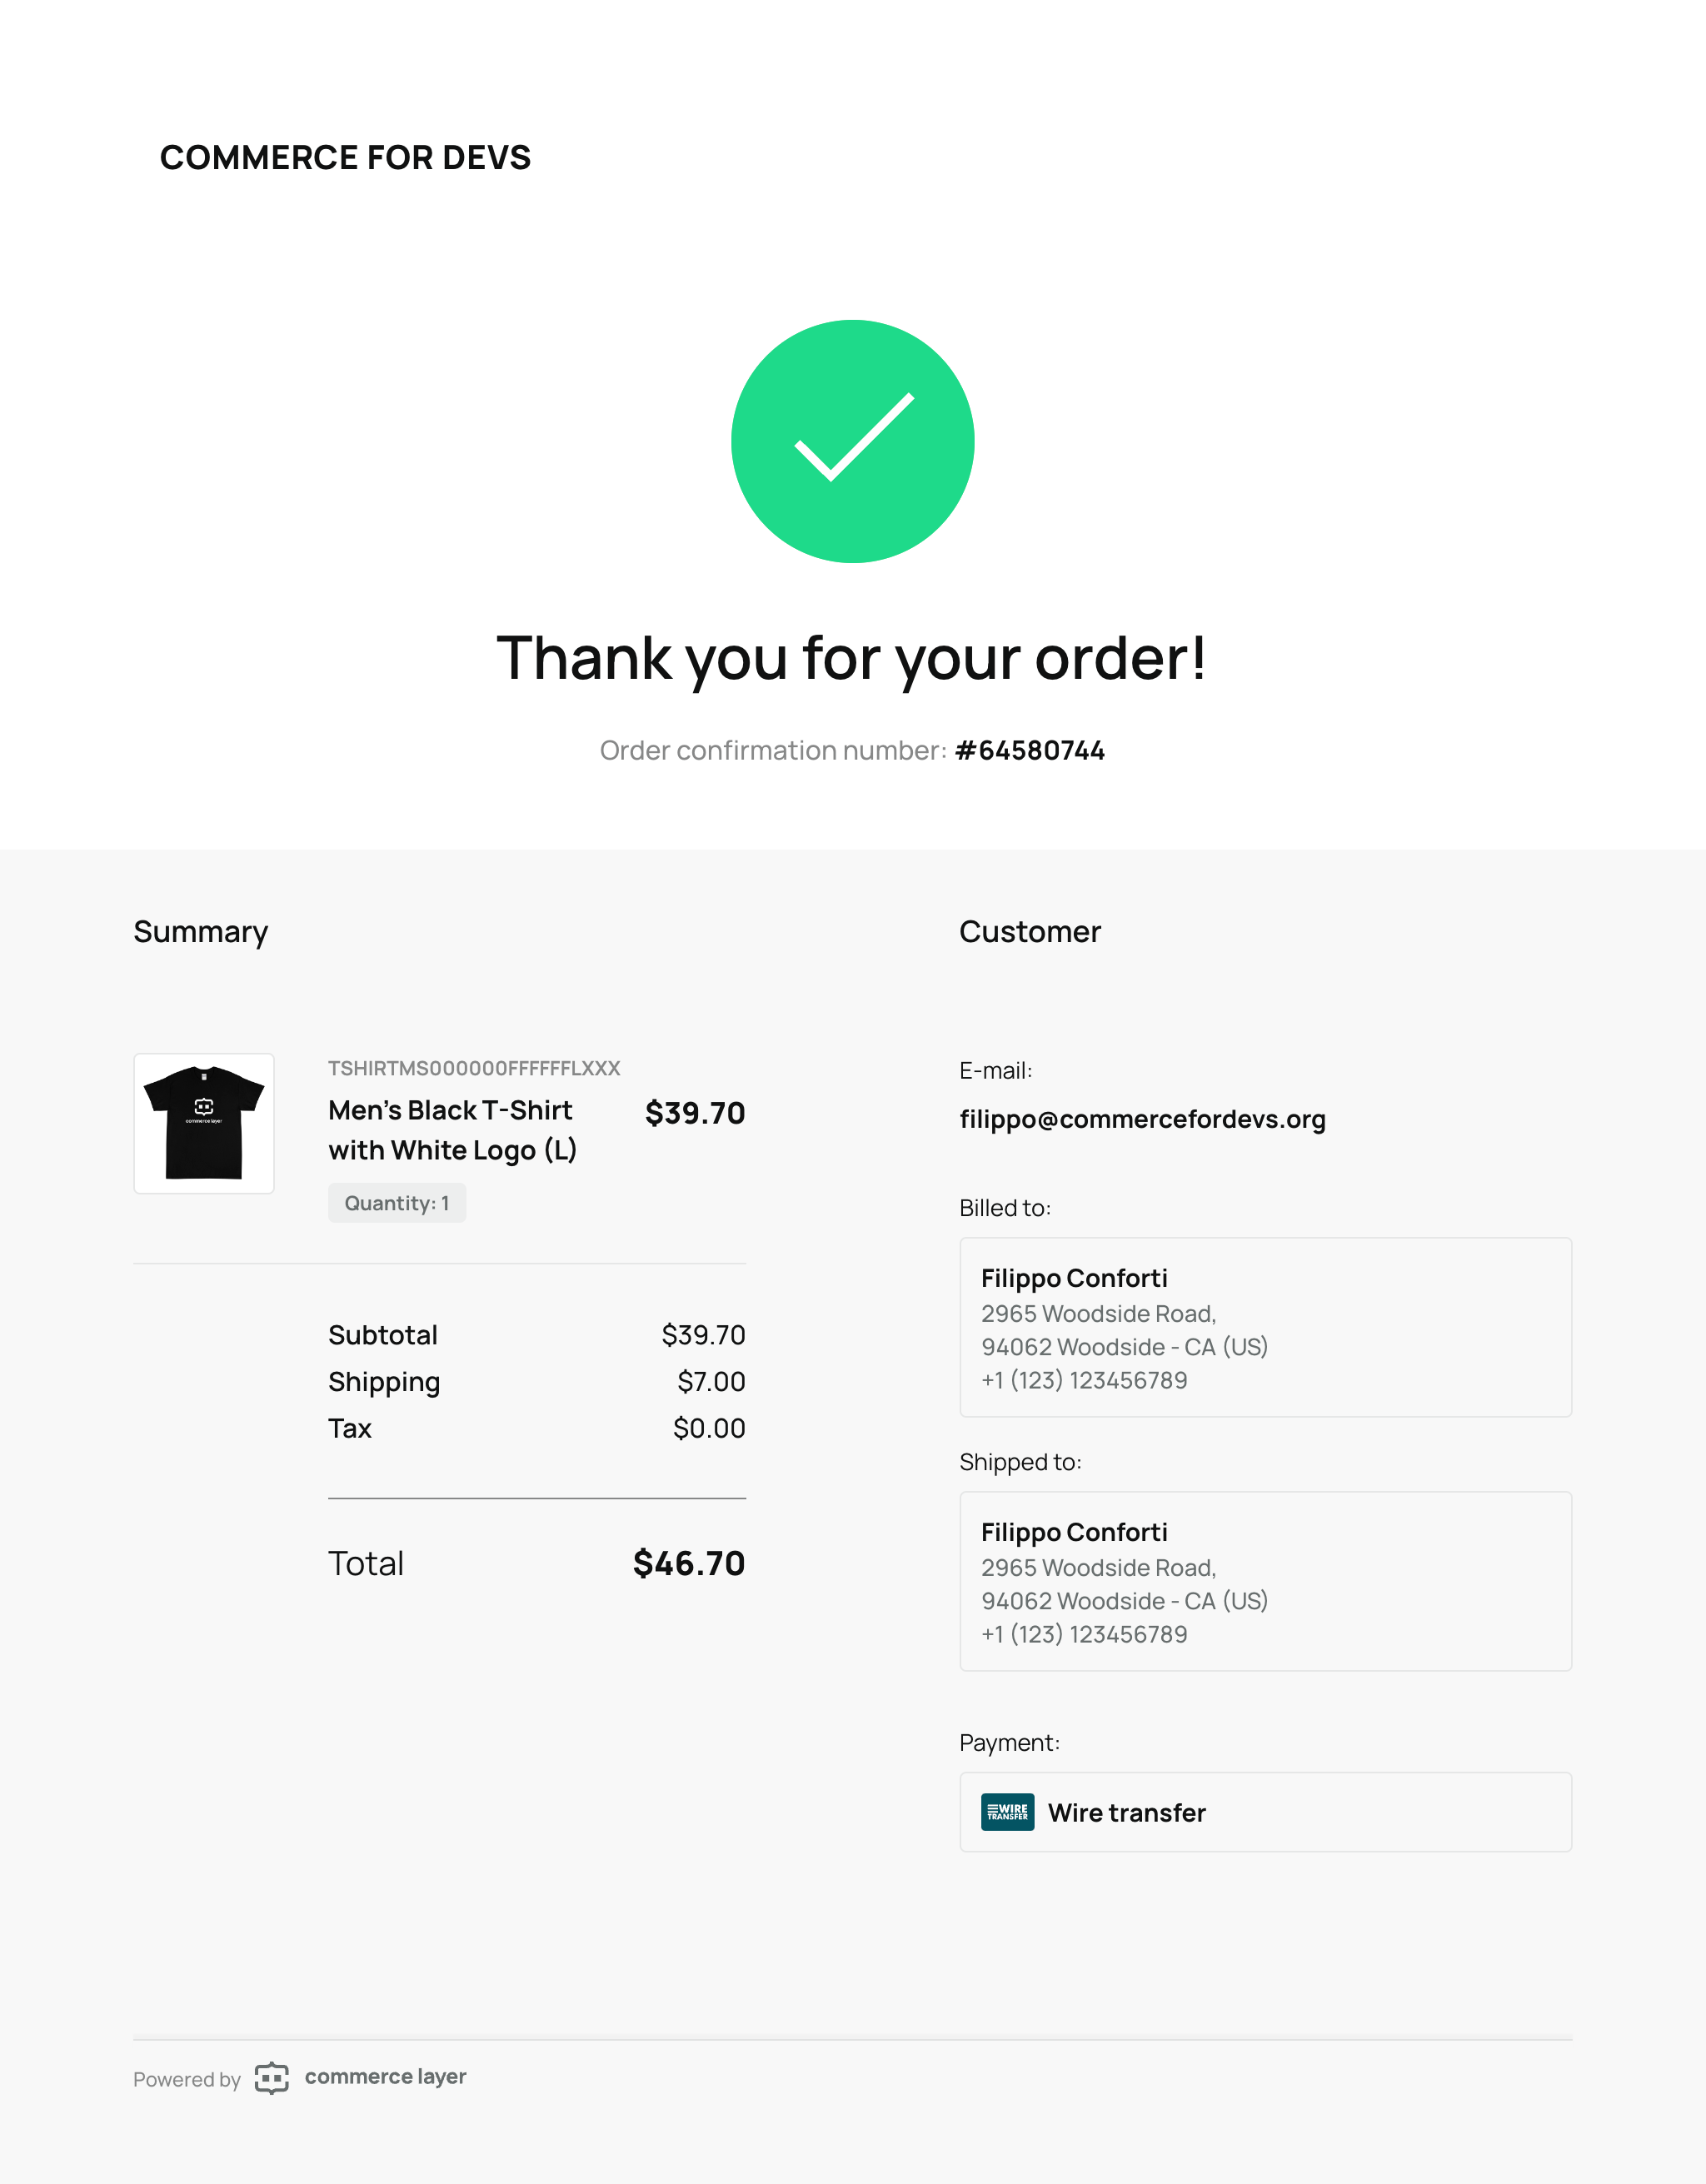 COMMERCE FOR DEVS
Thank you for your order!
Order confirmation number: #64580744
Summary
commerce layer
TSHIRTMS000000FFFFFFLXXX
Men’s Black T-Shirt
with White Logo (L)
$39.70
Quantity: 1
Subtotal $39.70
Shipping $7.00
Tax $0.00
Total $46.70
Customer
E-mail:
filippo@commercefordevs.org
Billed to:
Filippo Conforti
2965 Woodside Road,
94062 Woodside - CA (US)
+1 (123) 123456789
Shipped to:
Filippo Conforti
2965 Woodside Road,
94062 Woodside - CA (US)
+1 (123) 123456789
Payment:
WIRE
TRANSFER
Wire transfer
Powered by commerce layer